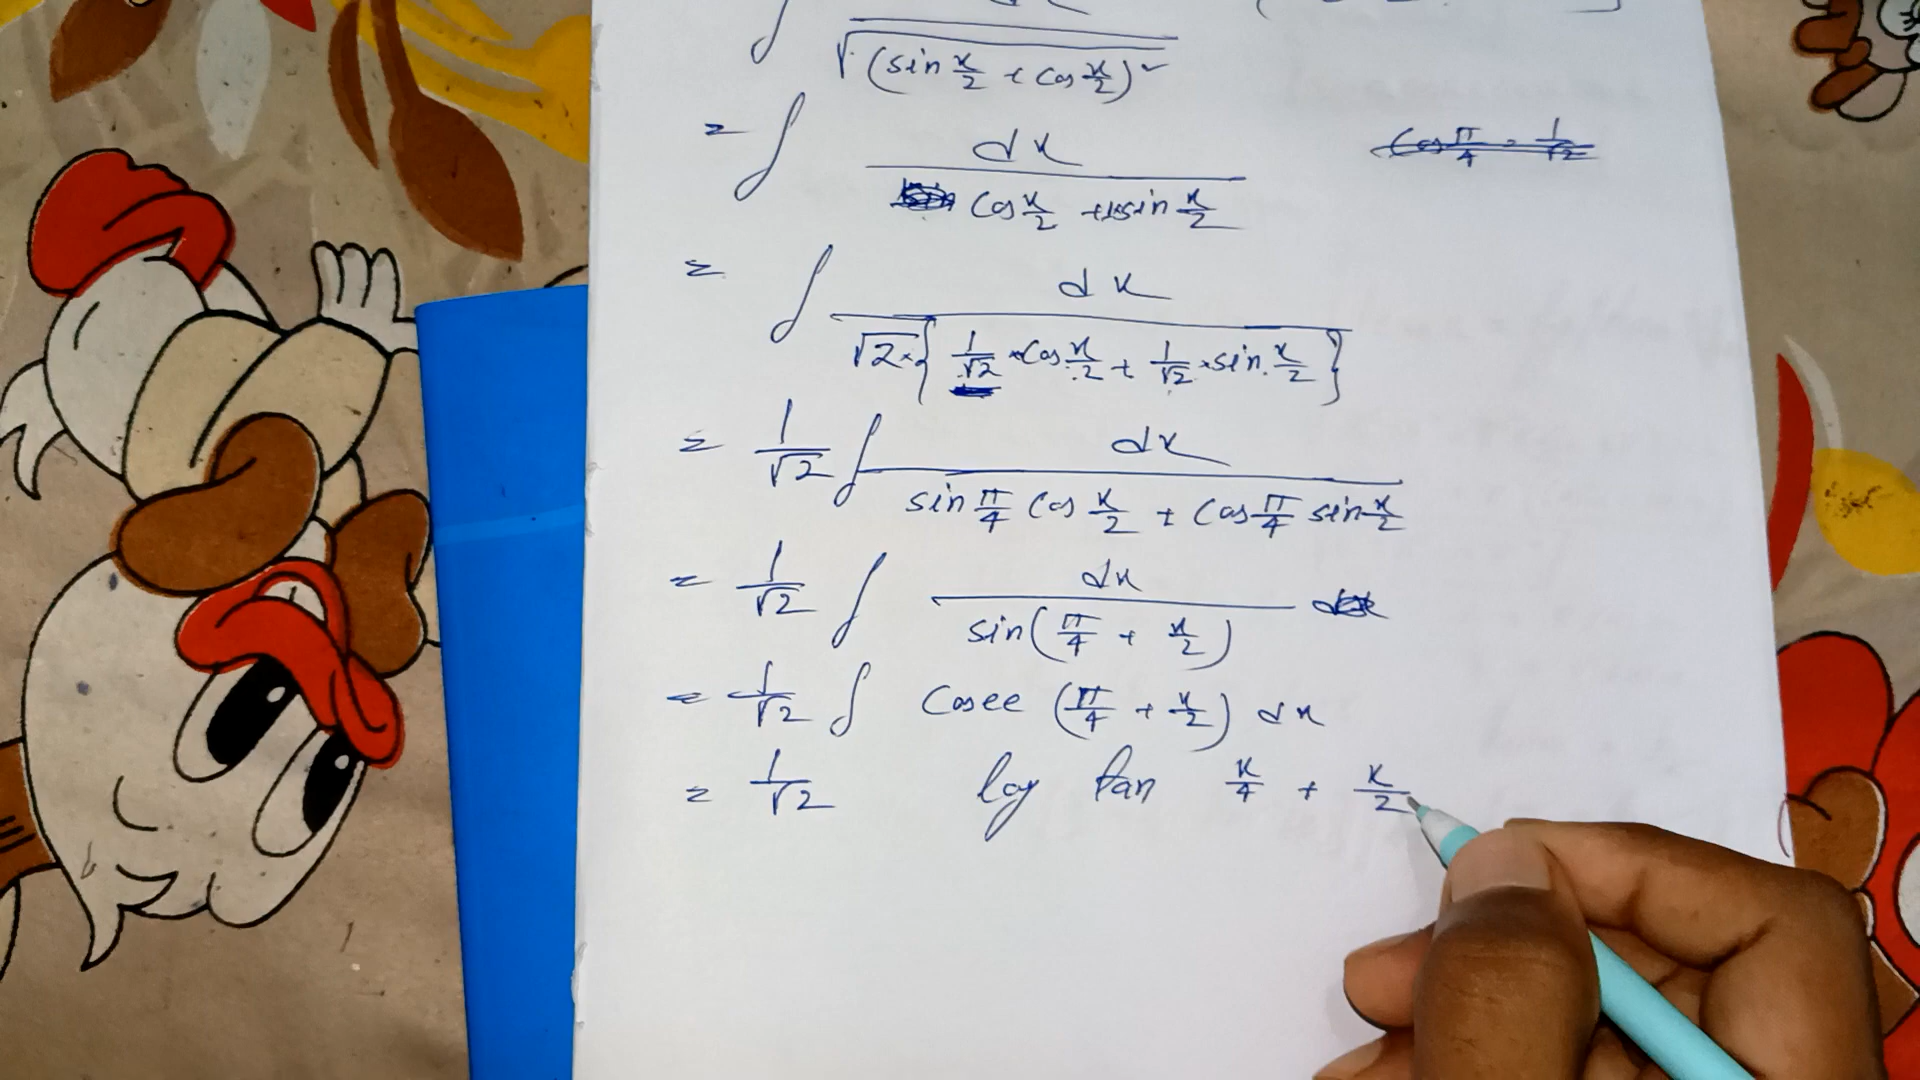 ∫ dx / √(sin x/2 + cos x/2)²
= ∫ dx / cos x/2 + sin x/2
cos π/4 = 1/√2
= ∫ dx / √2 × { 1/√2 × cos x/2 + 1/√2 × sin x/2 }
= 1/√2 ∫ dx / sin π/4 cos x/2 + cos π/4 sin x/2
= 1/√2 ∫ dx / sin(π/4 + x/2)
= 1/√2 ∫ cosec (π/4 + x/2) dx
= 1/√2 log tan x/4 + x/2